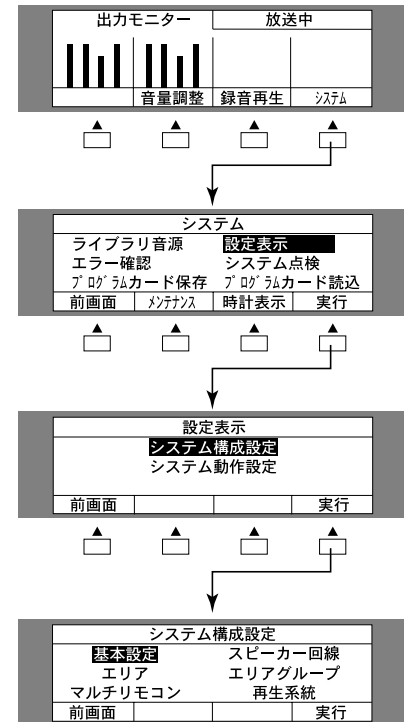 出力モニター 放送中
音量調整 録音再生 システム
システム
ライブラリ音源 設定表示
エラー確認 システム点検
プログラムカード保存 プログラムカード読込
前画面 メンテナンス 時計表示 実行
設定表示
システム構成設定
システム動作設定
前画面 実行
システム構成設定
基本設定 スピーカー回線
エリア エリアグループ
マルチリモコン 再生系統
前画面 実行